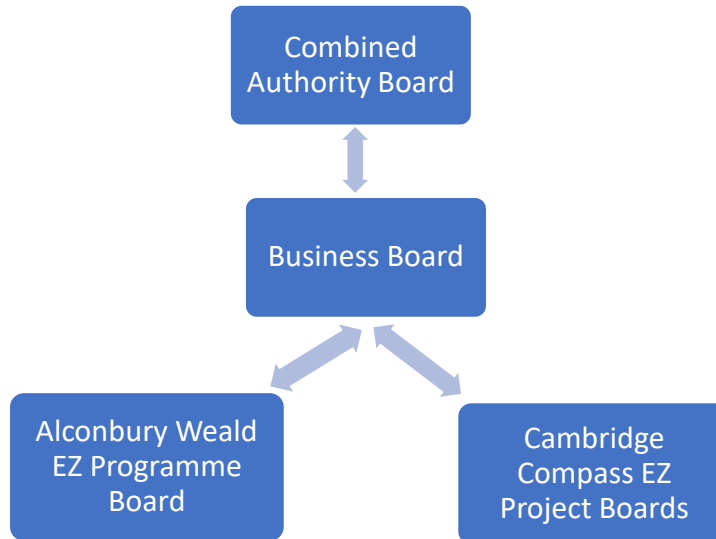 Combined
Authority Board
Business Board
Alconbury Weald
EZ Programme
Board
Cambridge
Compass EZ
Project Boards